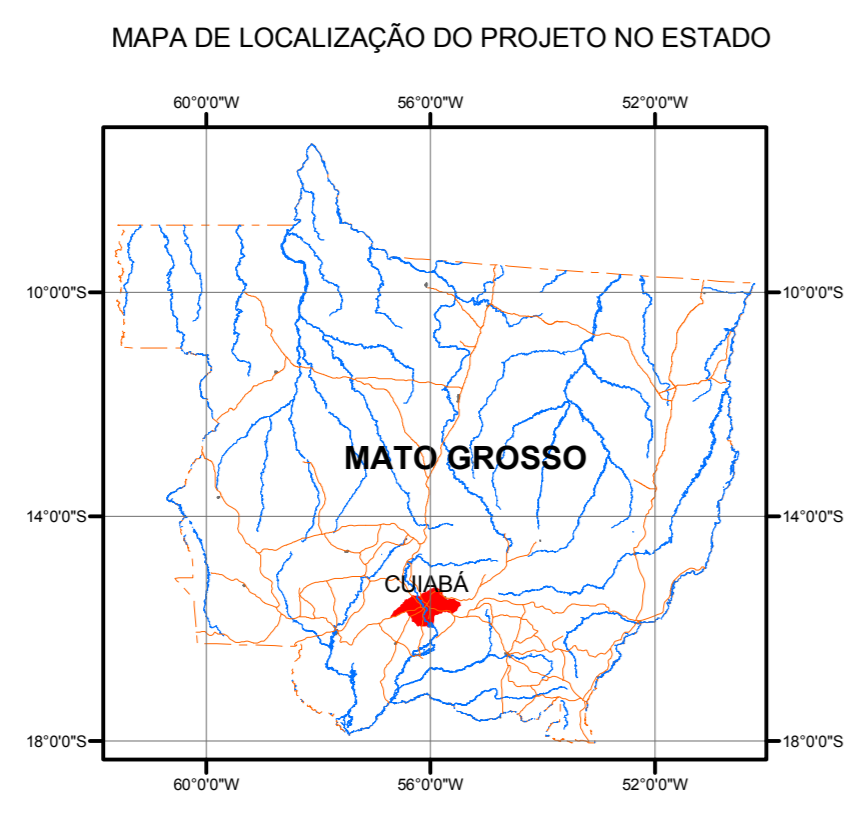 MAPA DE LOCALIZAÇÃO DO PROJETO NO ESTADO
60°0'0"W 56°0'0"W 52°0'0"W
10°0'0"S 10°0'0"S
MATO GROSSO
14°0'0"S 14°0'0"S
CUIABÁ
18°0'0"S 18°0'0"S
60°0'0"W 56°0'0"W 52°0'0"W